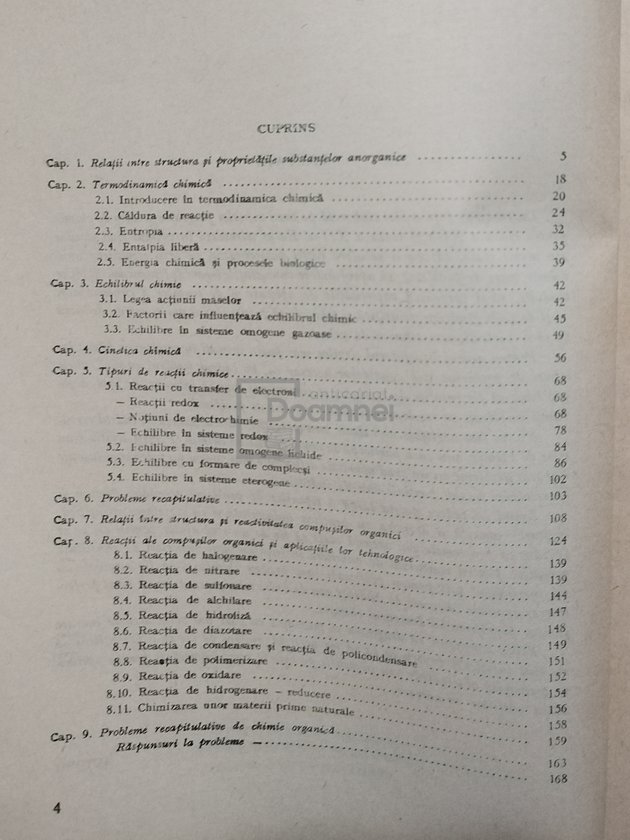 CUPRINS
Cap. 1. Relații între structura și proprietățile substanțelor anorganice .......... 5
Cap. 2. Termodinamică chimică .......... 18
2.1. Introducere în termodinamica chimică .......... 20
2.2. Căldura de reacție .......... 24
2.3. Entropia .......... 32
2.4. Entalpia liberă .......... 35
2.5. Energia chimică și procesele biologice .......... 39
Cap. 3. Echilibrul chimic .......... 42
3.1. Legea acțiunii maselor .......... 42
3.2. Factorii care influențează echilibrul chimic .......... 45
3.3. Echilibre în sisteme omogene gazoase .......... 49
Cap. 4. Cinetica chimică .......... 56
Cap. 5. Tipuri de reacții chimice .......... 68
5.1. Reacții cu transfer de electroni .......... 68
— Reacții redox .......... 68
— Noțiuni de electrochimie .......... 78
— Echilibre în sisteme redox .......... 84
5.2. Echilibre în sisteme omogene lichide .......... 86
5.3. Echilibre cu formare de complecși .......... 102
5.4. Echilibre în sisteme eterogene .......... 103
Cap. 6. Probleme recapitulative .......... 108
Cap. 7. Relații între structura și reactivitatea compușilor organici .......... 124
Cap. 8. Reacții ale compușilor organici și aplicațiile lor tehnologice .......... 139
8.1. Reacția de halogenare .......... 139
8.2. Reacția de nitrare .......... 144
8.3. Reacția de sulfonare .......... 147
8.4. Reacția de alchilare .......... 148
8.5. Reacția de hidroliză .......... 149
8.6. Reacția de diazotare .......... 151
8.7. Reacția de condensare și reacția de policondensare .......... 152
8.8. Reacția de polimerizare .......... 154
8.9. Reacția de oxidare .......... 156
8.10. Reacția de hidrogenare — reducere .......... 158
8.11. Chimizarea unor materii prime naturale .......... 159
Cap. 9. Probleme recapitulative de chimie organică .......... 163
Răspunsuri la probleme — .......... 168
4
anticariat
Doamnei